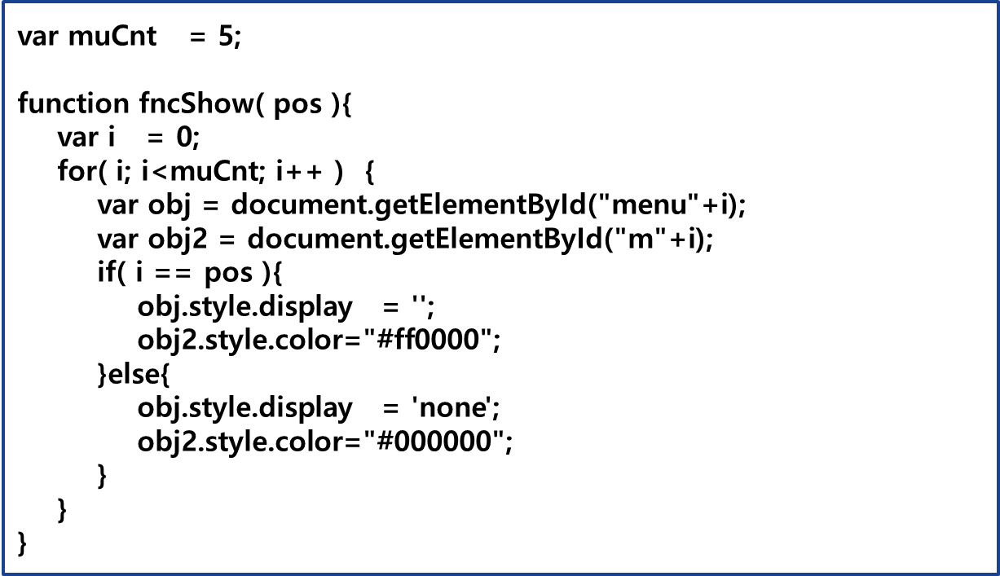 var muCnt   = 5;

function fncShow( pos ){
   var i   = 0;
   for( i; i<muCnt; i++ )  {
      var obj = document.getElementById("menu"+i);
      var obj2 = document.getElementById("m"+i);
      if( i == pos ){
         obj.style.display   = '';
         obj2.style.color="#ff0000";
      }else{
         obj.style.display   = 'none';
         obj2.style.color="#000000";
      }
   }
}